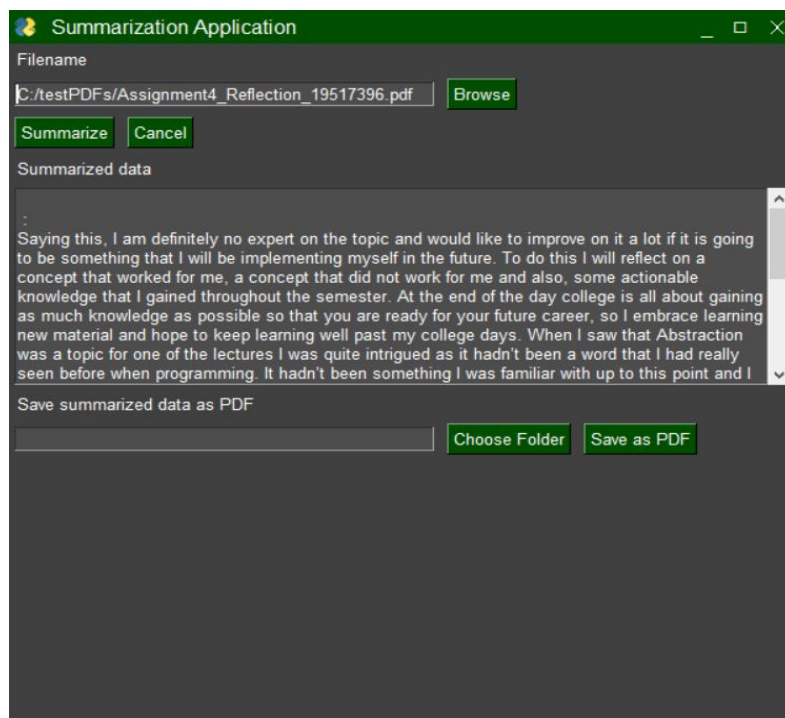 Summarization Application
Filename
C:/testPDFs/Assignment4_Reflection_19517396.pdf Browse
Summarize Cancel
Summarized data
:
Saying this, I am definitely no expert on the topic and would like to improve on it a lot if it is going
to be something that I will be implementing myself in the future. To do this I will reflect on a
concept that worked for me, a concept that did not work for me and also, some actionable
knowledge that I gained throughout the semester. At the end of the day college is all about gaining
as much knowledge as possible so that you are ready for your future career, so I embrace learning
new material and hope to keep learning well past my college days. When I saw that Abstraction
was a topic for one of the lectures I was quite intrigued as it hadn't been a word that I had really
seen before when programming. It hadn't been something I was familiar with up to this point and I
Save summarized data as PDF
Choose Folder Save as PDF